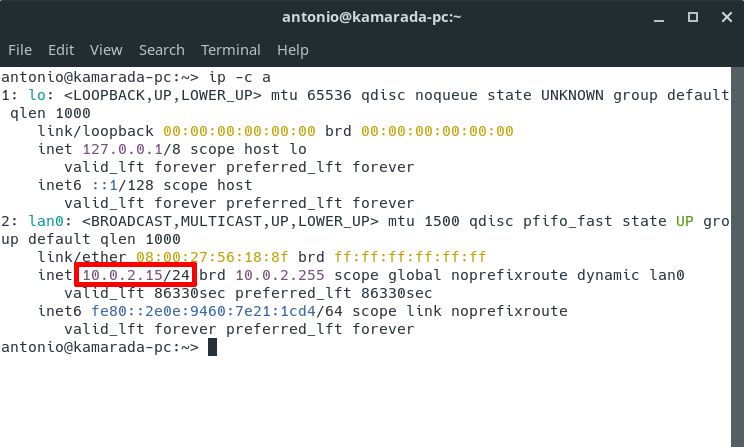 antonio@kamarada-pc:~
File Edit View Search Terminal Help
antonio@kamarada-pc:~> ip -c a
1: lo: <LOOPBACK,UP,LOWER_UP> mtu 65536 qdisc noqueue state UNKNOWN group default
 qlen 1000
    link/loopback 00:00:00:00:00:00 brd 00:00:00:00:00:00
    inet 127.0.0.1/8 scope host lo
       valid_lft forever preferred_lft forever
    inet6 ::1/128 scope host
       valid_lft forever preferred_lft forever
2: lan0: <BROADCAST,MULTICAST,UP,LOWER_UP> mtu 1500 qdisc pfifo_fast state UP gro
up default qlen 1000
    link/ether 08:00:27:56:18:8f brd ff:ff:ff:ff:ff:ff
    inet 10.0.2.15/24 brd 10.0.2.255 scope global noprefixroute dynamic lan0
       valid_lft 86330sec preferred_lft 86330sec
    inet6 fe80::2e0e:9460:7e21:1cd4/64 scope link noprefixroute
       valid_lft forever preferred_lft forever
antonio@kamarada-pc:~>